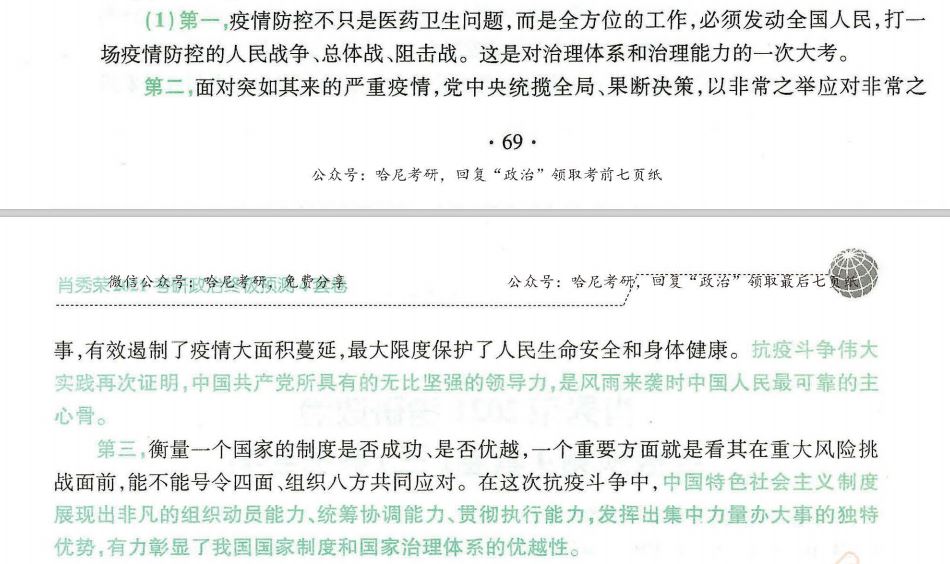 (1)第一,疫情防控不只是医药卫生问题,而是全方位的工作,必须发动全国人民,打一
场疫情防控的人民战争、总体战、阻击战。这是对治理体系和治理能力的一次大考。
第二,面对突如其来的严重疫情,党中央统揽全局、果断决策,以非常之举应对非常之
·69·
公众号:哈尼考研,回复“政治”领取考前七页纸
微信公众号:哈尼考研,免费分享
公众号:哈尼考研,回复“政治”领取最后七页纸
事,有效遏制了疫情大面积蔓延,最大限度保护了人民生命安全和身体健康。抗疫斗争伟大
实践再次证明,中国共产党所具有的无比坚强的领导力,是风雨来袭时中国人民最可靠的主
心骨。
第三,衡量一个国家的制度是否成功、是否优越,一个重要方面就是看其在重大风险挑
战面前,能不能号令四面、组织八方共同应对。在这次抗疫斗争中,中国特色社会主义制度
展现出非凡的组织动员能力、统筹协调能力、贯彻执行能力,发挥出集中力量办大事的独特
优势,有力彰显了我国国家制度和国家治理体系的优越性。